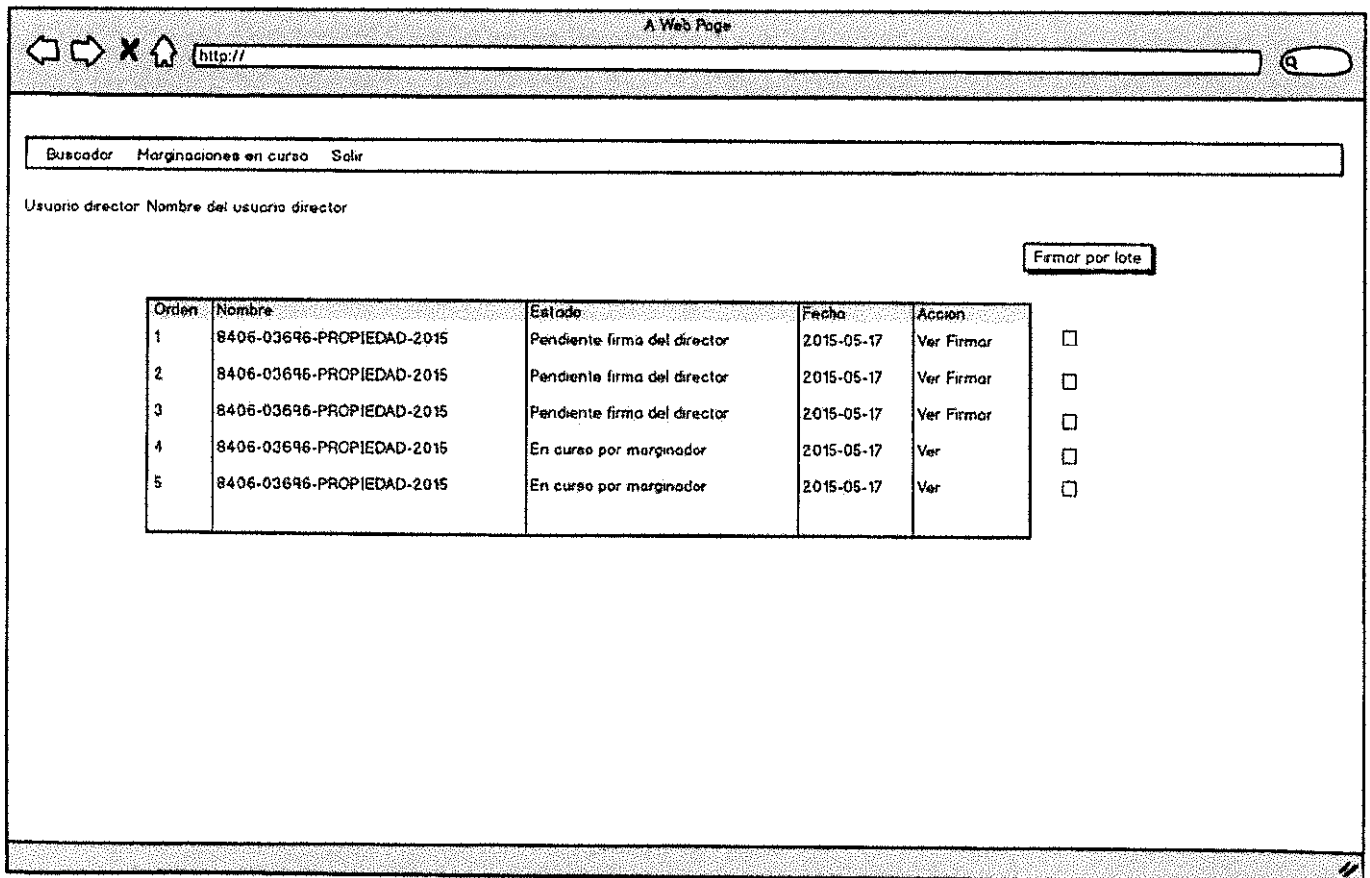 A Web Page
http://
Buscador Marginaciones en curso Salir
Usuario director Nombre del usuario director
Firmar por lote
Orden Nombre Estado Fecha Accion
1 8406-03696-PROPIEDAD-2015 Pendiente firma del director 2015-05-17 Ver Firmar
2 8406-03696-PROPIEDAD-2015 Pendiente firma del director 2015-05-17 Ver Firmar
3 8406-03696-PROPIEDAD-2015 Pendiente firma del director 2015-05-17 Ver Firmar
4 8406-03696-PROPIEDAD-2015 En curso por marginador 2015-05-17 Ver
5 8406-03696-PROPIEDAD-2015 En curso por marginador 2015-05-17 Ver